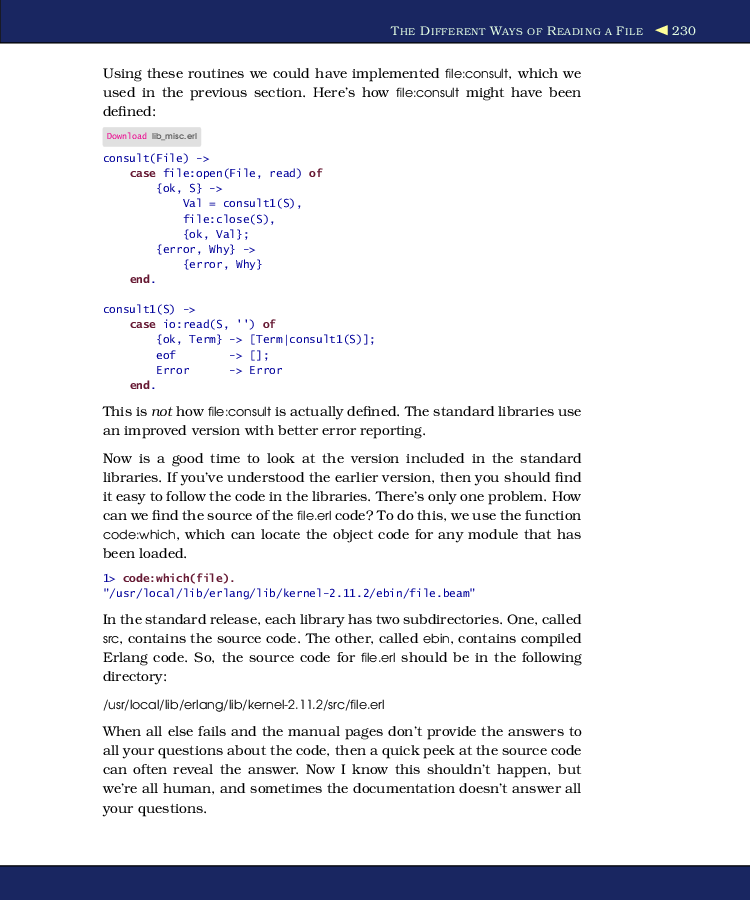 THE DIFFERENT WAYS OF READING A FILE ◀ 230
Using these routines we could have implemented file:consult, which we
used in the previous section. Here's how file:consult might have been
defined:
Download lib_misc.erl
consult(File) ->
    case file:open(File, read) of
        {ok, S} ->
            Val = consult1(S),
            file:close(S),
            {ok, Val};
        {error, Why} ->
            {error, Why}
    end.

consult1(S) ->
    case io:read(S, '') of
        {ok, Term} -> [Term|consult1(S)];
        eof        -> [];
        Error      -> Error
    end.
This is not how file:consult is actually defined. The standard libraries use
an improved version with better error reporting.
Now is a good time to look at the version included in the standard
libraries. If you've understood the earlier version, then you should find
it easy to follow the code in the libraries. There's only one problem. How
can we find the source of the file.erl code? To do this, we use the function
code:which, which can locate the object code for any module that has
been loaded.
1> code:which(file).
"/usr/local/lib/erlang/lib/kernel-2.11.2/ebin/file.beam"
In the standard release, each library has two subdirectories. One, called
src, contains the source code. The other, called ebin, contains compiled
Erlang code. So, the source code for file.erl should be in the following
directory:
/usr/local/lib/erlang/lib/kernel-2.11.2/src/file.erl
When all else fails and the manual pages don't provide the answers to
all your questions about the code, then a quick peek at the source code
can often reveal the answer. Now I know this shouldn't happen, but
we're all human, and sometimes the documentation doesn't answer all
your questions.